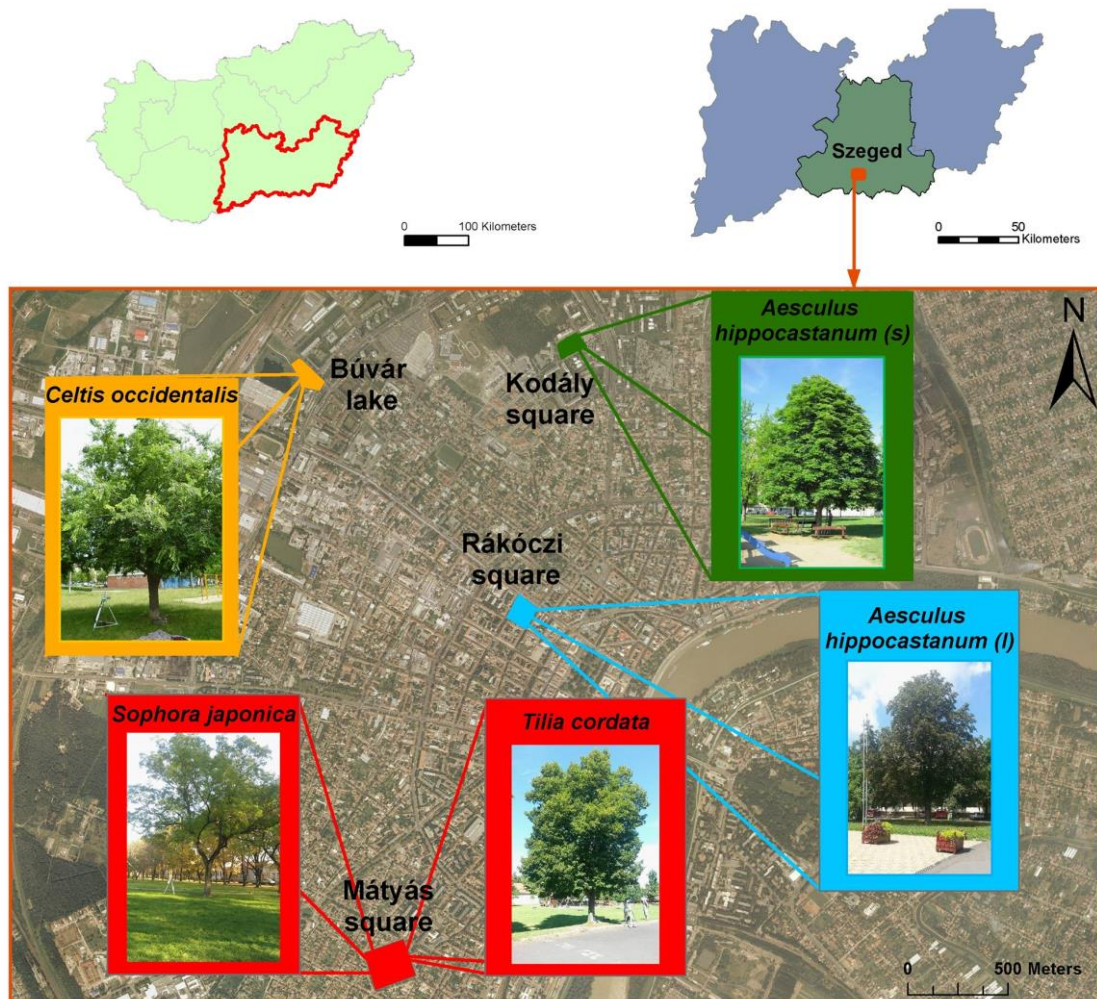 0
100 Kilometers
Szeged
0
50
Kilometers
Aesculus
hippocastanum (s)
N
Búvár
lake
Kodály
square
Celtis occidentalis
Rákóczi
square
Aesculus
hippocastanum (l)
Sophora japonica
Tilia cordata
Mátyás
square
0
500 Meters